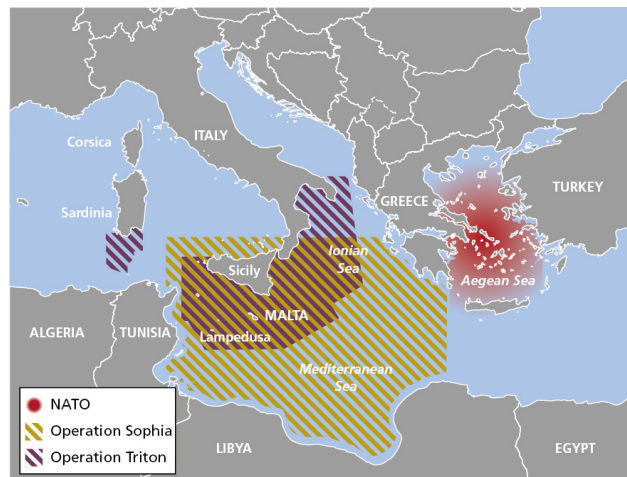 ITALY
Corsica
Sardinia
GREECE
TURKEY
Ionian
Sea
Sicily
Aegean Sea
MALTA
ALGERIA
TUNISIA
Lampedusa
Mediterranean
Sea
NATO
Operation Sophia
Operation Triton
LIBYA
EGYPT